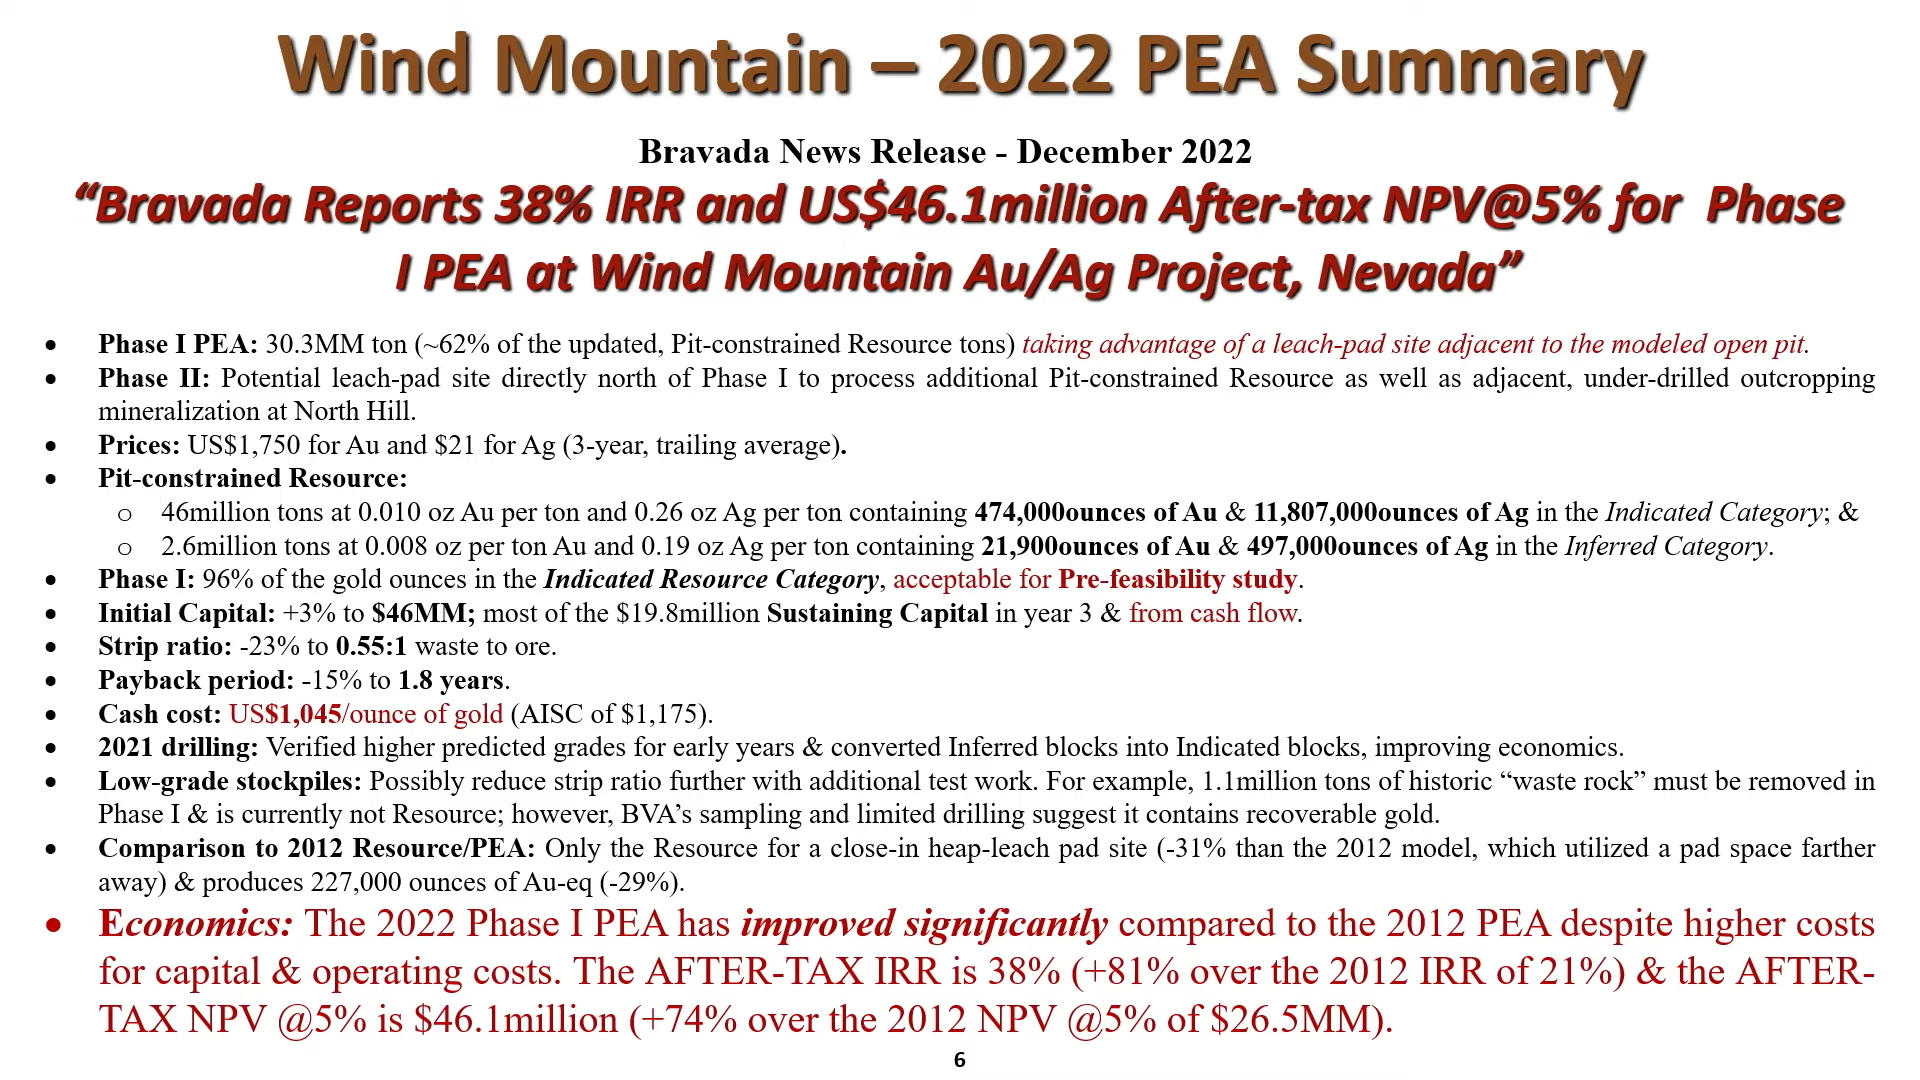 Wind Mountain – 2022 PEA Summary
Bravada News Release - December 2022
“Bravada Reports 38% IRR and US$46.1million After-tax NPV@5% for  Phase
I PEA at Wind Mountain Au/Ag Project, Nevada”
• Phase I PEA: 30.3MM ton (~62% of the updated, Pit-constrained Resource tons) taking advantage of a leach-pad site adjacent to the modeled open pit.
• Phase II: Potential leach-pad site directly north of Phase I to process additional Pit-constrained Resource as well as adjacent, under-drilled outcropping
mineralization at North Hill.
• Prices: US$1,750 for Au and $21 for Ag (3-year, trailing average).
• Pit-constrained Resource:
o 46million tons at 0.010 oz Au per ton and 0.26 oz Ag per ton containing 474,000ounces of Au & 11,807,000ounces of Ag in the Indicated Category; &
o 2.6million tons at 0.008 oz per ton Au and 0.19 oz Ag per ton containing 21,900ounces of Au & 497,000ounces of Ag in the Inferred Category.
• Phase I: 96% of the gold ounces in the Indicated Resource Category, acceptable for Pre-feasibility study.
• Initial Capital: +3% to $46MM; most of the $19.8million Sustaining Capital in year 3 & from cash flow.
• Strip ratio: -23% to 0.55:1 waste to ore.
• Payback period: -15% to 1.8 years.
• Cash cost: US$1,045/ounce of gold (AISC of $1,175).
• 2021 drilling: Verified higher predicted grades for early years & converted Inferred blocks into Indicated blocks, improving economics.
• Low-grade stockpiles: Possibly reduce strip ratio further with additional test work. For example, 1.1million tons of historic “waste rock” must be removed in
Phase I & is currently not Resource; however, BVA’s sampling and limited drilling suggest it contains recoverable gold.
• Comparison to 2012 Resource/PEA: Only the Resource for a close-in heap-leach pad site (-31% than the 2012 model, which utilized a pad space farther
away) & produces 227,000 ounces of Au-eq (-29%).
• Economics: The 2022 Phase I PEA has improved significantly compared to the 2012 PEA despite higher costs
for capital & operating costs. The AFTER-TAX IRR is 38% (+81% over the 2012 IRR of 21%) & the AFTER-
TAX NPV @5% is $46.1million (+74% over the 2012 NPV @5% of $26.5MM).
6